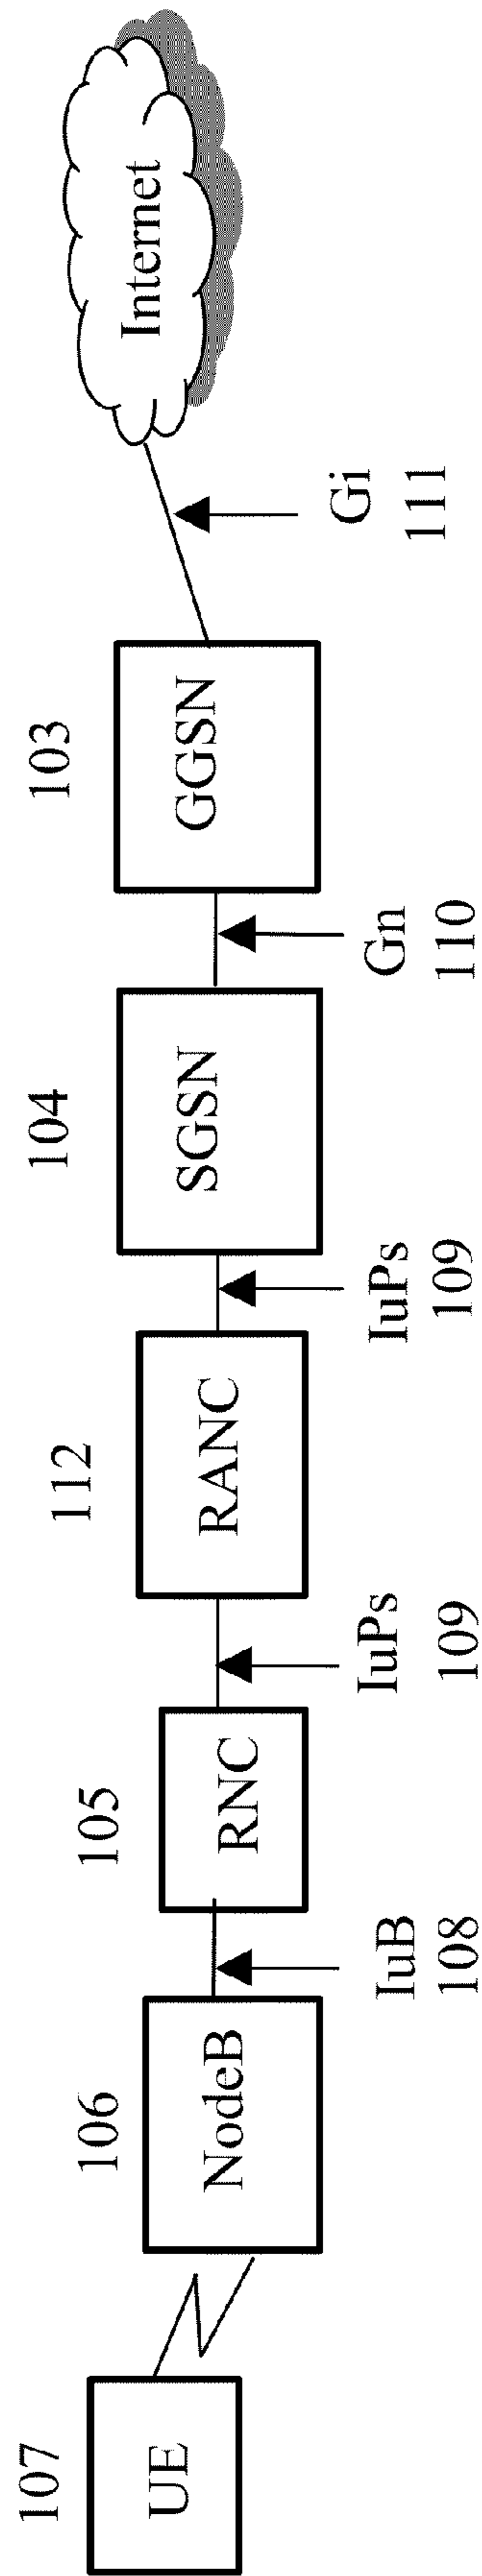 107
UE
106
NodeB
IuB
108
105
RNC
IuPs
109
112
RANC
IuPs
109
104
SGSN
Gn
110
103
GGSN
Gi
111
Internet